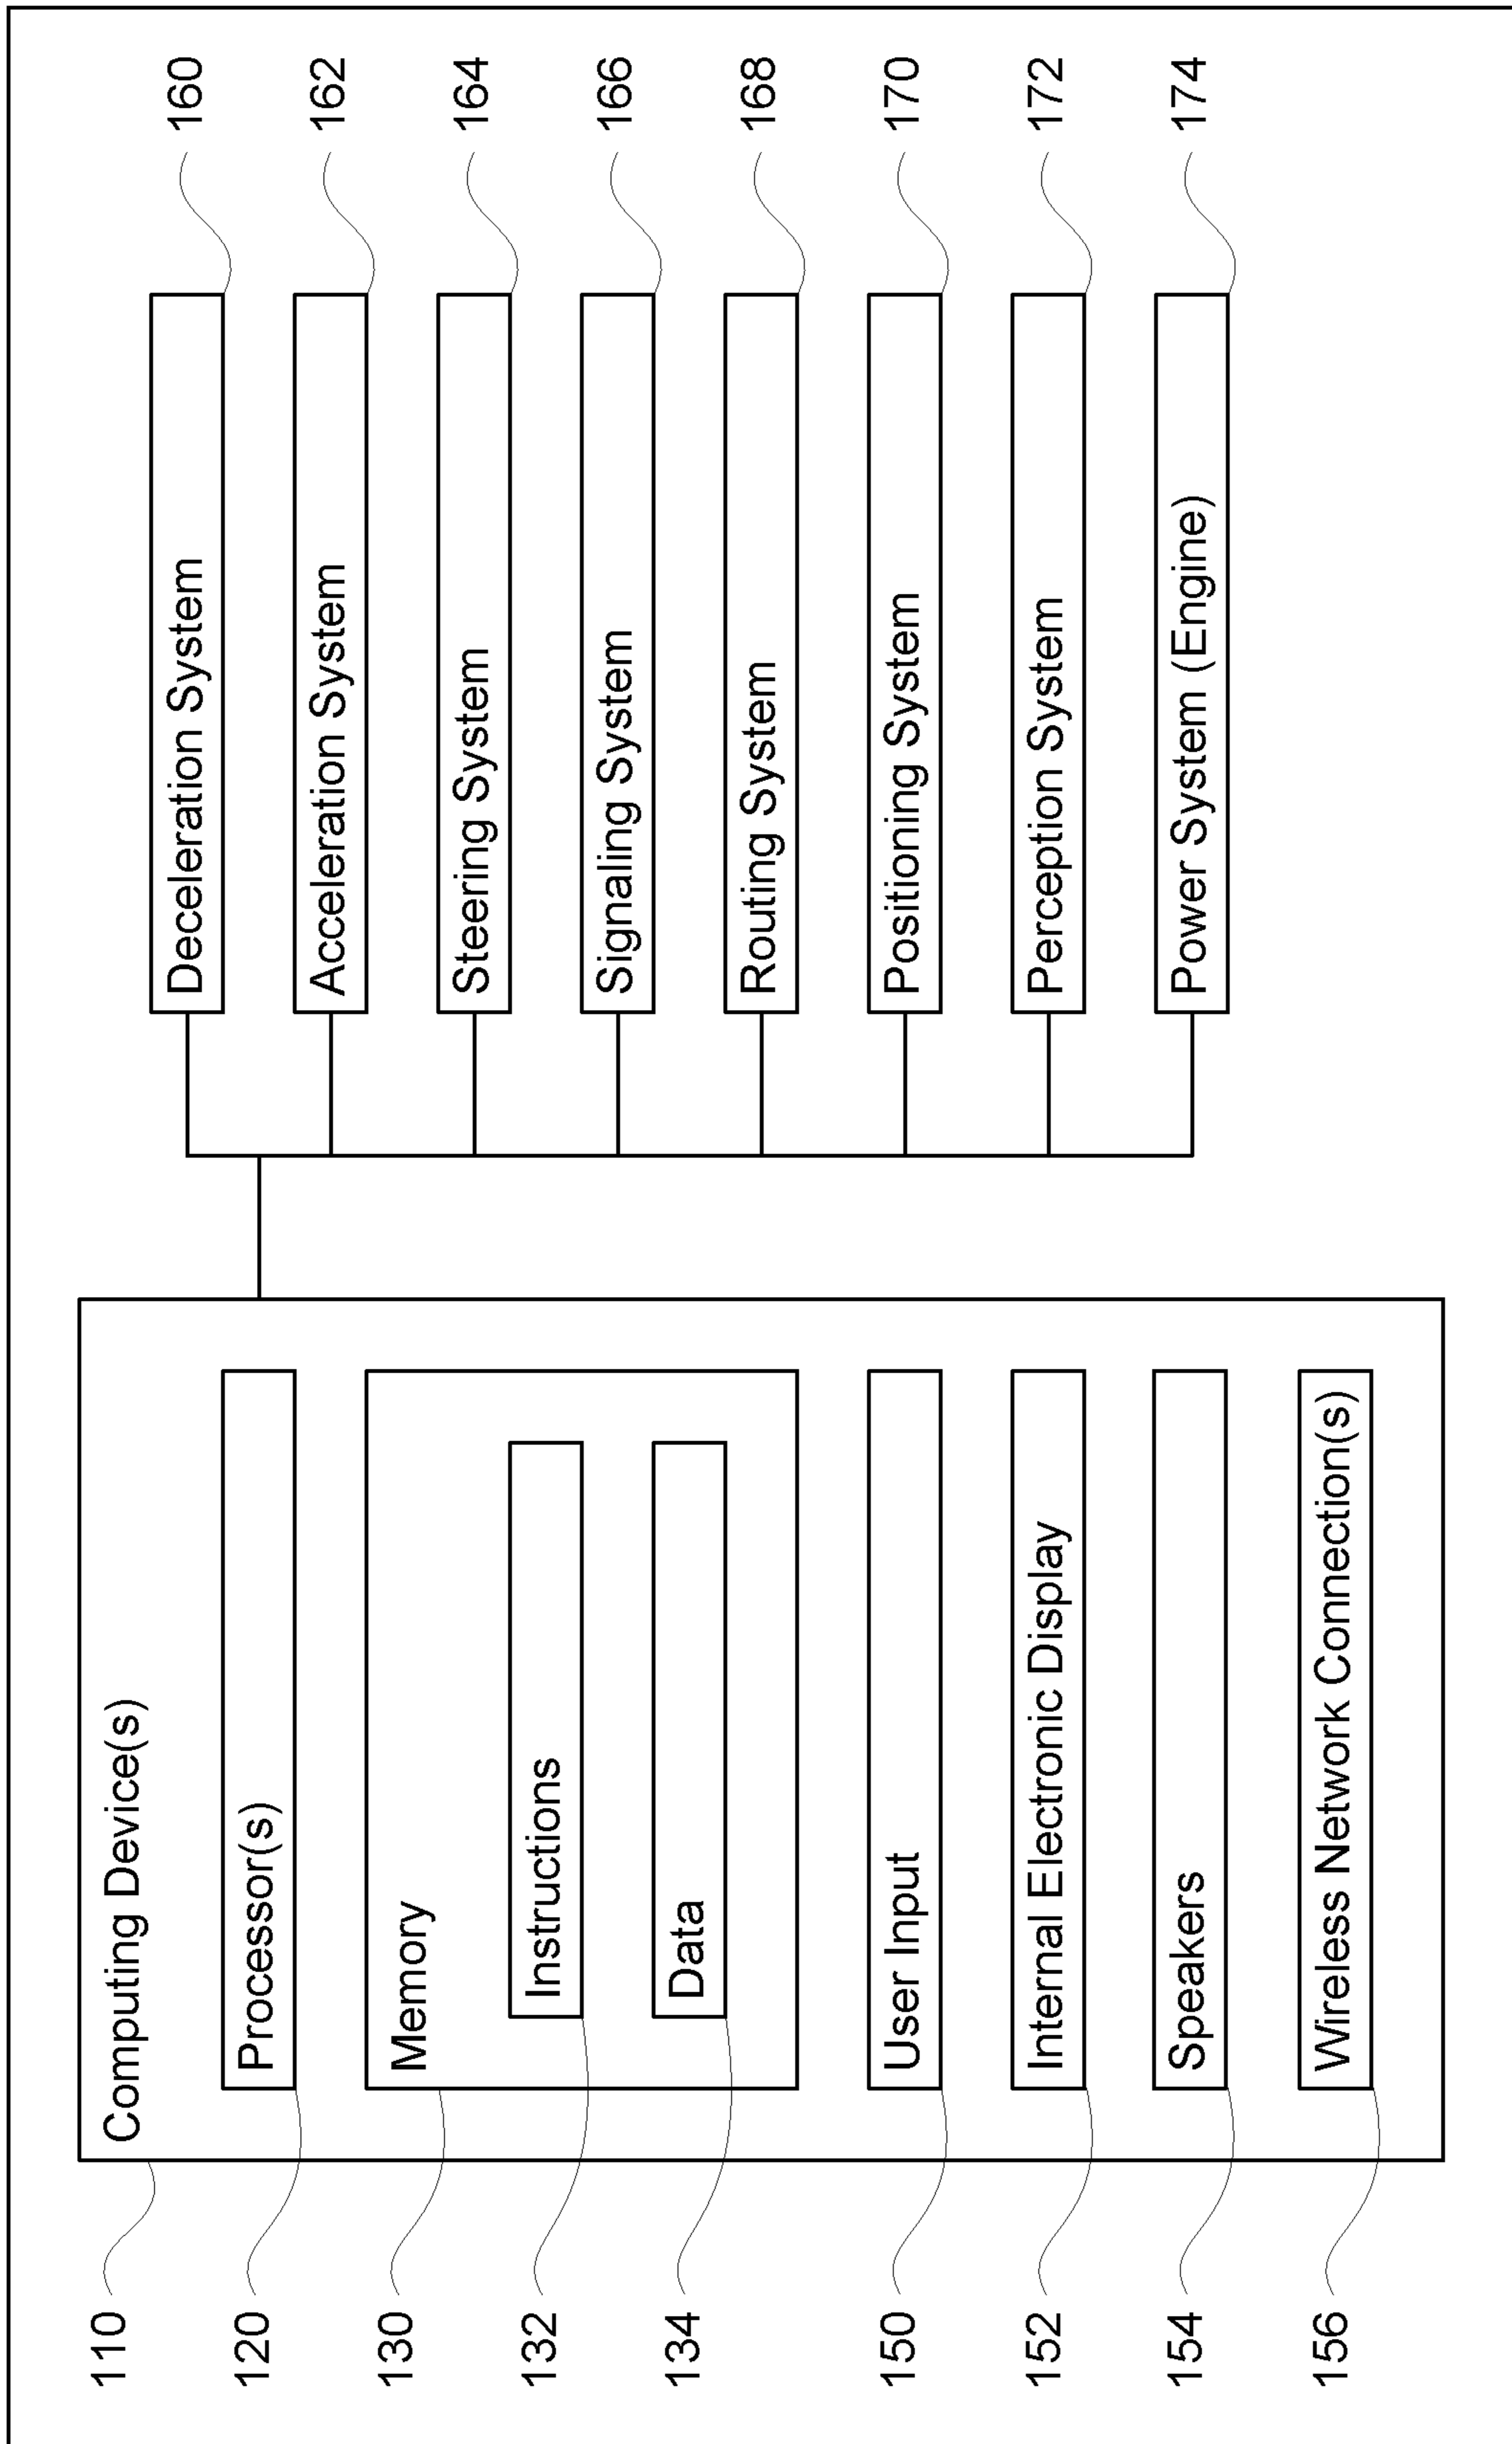 Computing Device(s)
110
Processor(s)
120
Memory
130
Instructions
132
Data
134
User Input
150
Internal Electronic Display
152
Speakers
154
Wireless Network Connection(s)
156
Deceleration System
160
Acceleration System
162
Steering System
164
Signaling System
166
Routing System
168
Positioning System
170
Perception System
172
Power System (Engine)
174